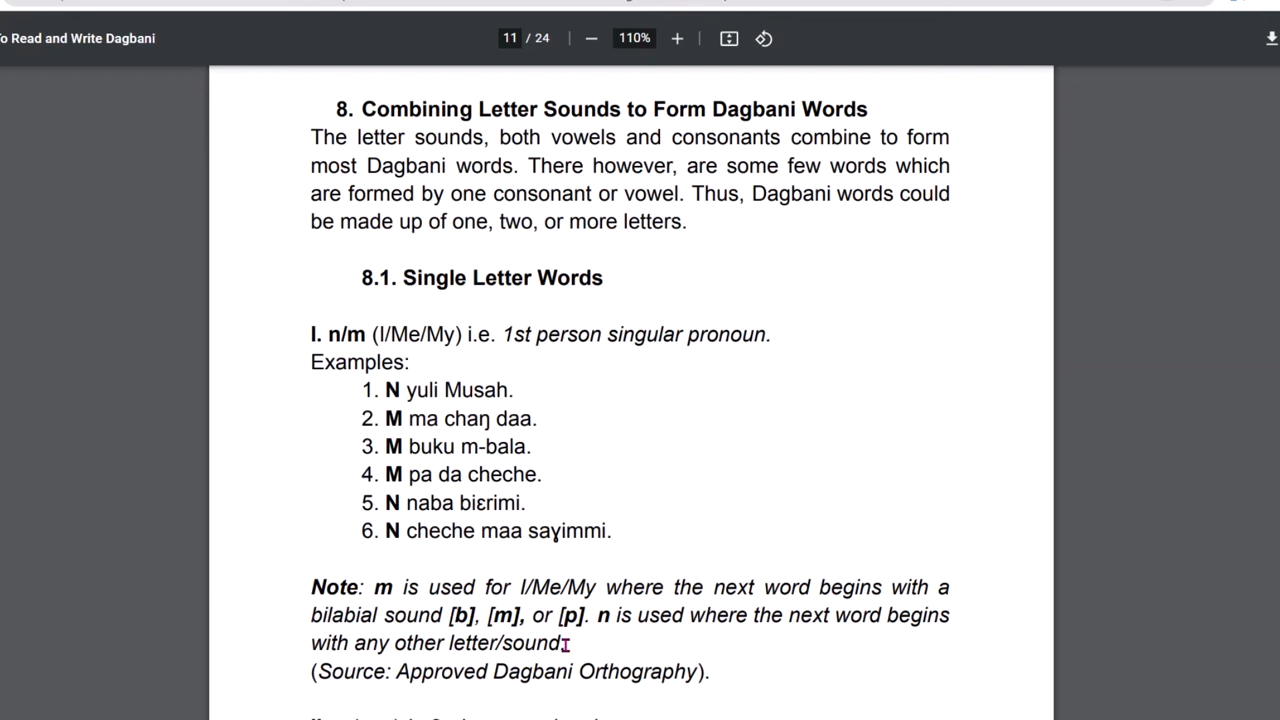 o Read and Write Dagbani
11 / 24
110%
8. Combining Letter Sounds to Form Dagbani Words
The letter sounds, both vowels and consonants combine to form
most Dagbani words. There however, are some few words which
are formed by one consonant or vowel. Thus, Dagbani words could
be made up of one, two, or more letters.
8.1. Single Letter Words
I. n/m (I/Me/My) i.e. 1st person singular pronoun.
Examples:
1. N yuli Musah.
2. M ma chaŋ daa.
3. M buku m-bala.
4. M pa da cheche.
5. N naba biɛrimi.
6. N cheche maa saɣimmi.
Note: m is used for I/Me/My where the next word begins with a
bilabial sound [b], [m], or [p]. n is used where the next word begins
with any other letter/sound.
(Source: Approved Dagbani Orthography).